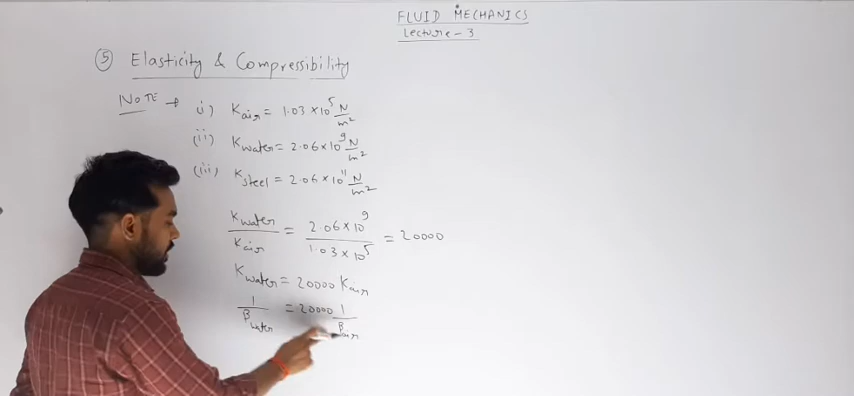 FLUID MECHANICS
Lecture - 3
⑤ Elasticity & Compressibility
NOTE → i) Kair = 1.03 × 10^5 N/m²
(ii) Kwater = 2.06 × 10^9 N/m²
(iii) Ksteel = 2.06 × 10^11 N/m²
Kwater/Kair = 2.06 × 10^9/1.03 × 10^5 = 20000
Kwater = 20000 Kair
1/βwater = 20000 1/βair